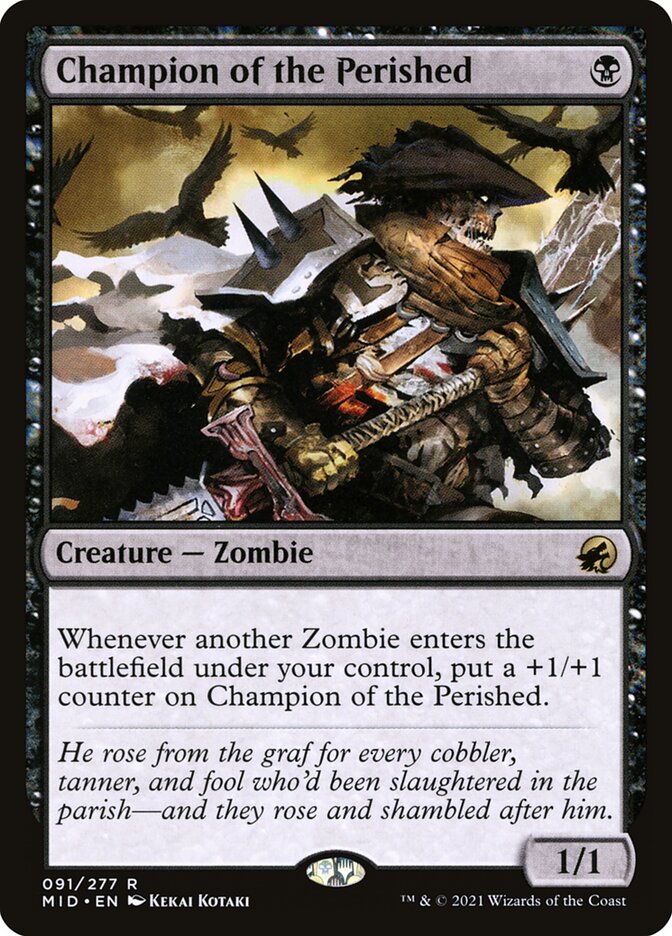 Champion of the Perished
Creature — Zombie
Whenever another Zombie enters the
battlefield under your control, put a +1/+1
counter on Champion of the Perished.
He rose from the graf for every cobbler,
tanner, and fool who'd been slaughtered in the
parish—and they rose and shambled after him.
1/1
091/277 R
MID • EN KEKAI KOTAKI
™ & © 2021 Wizards of the Coast